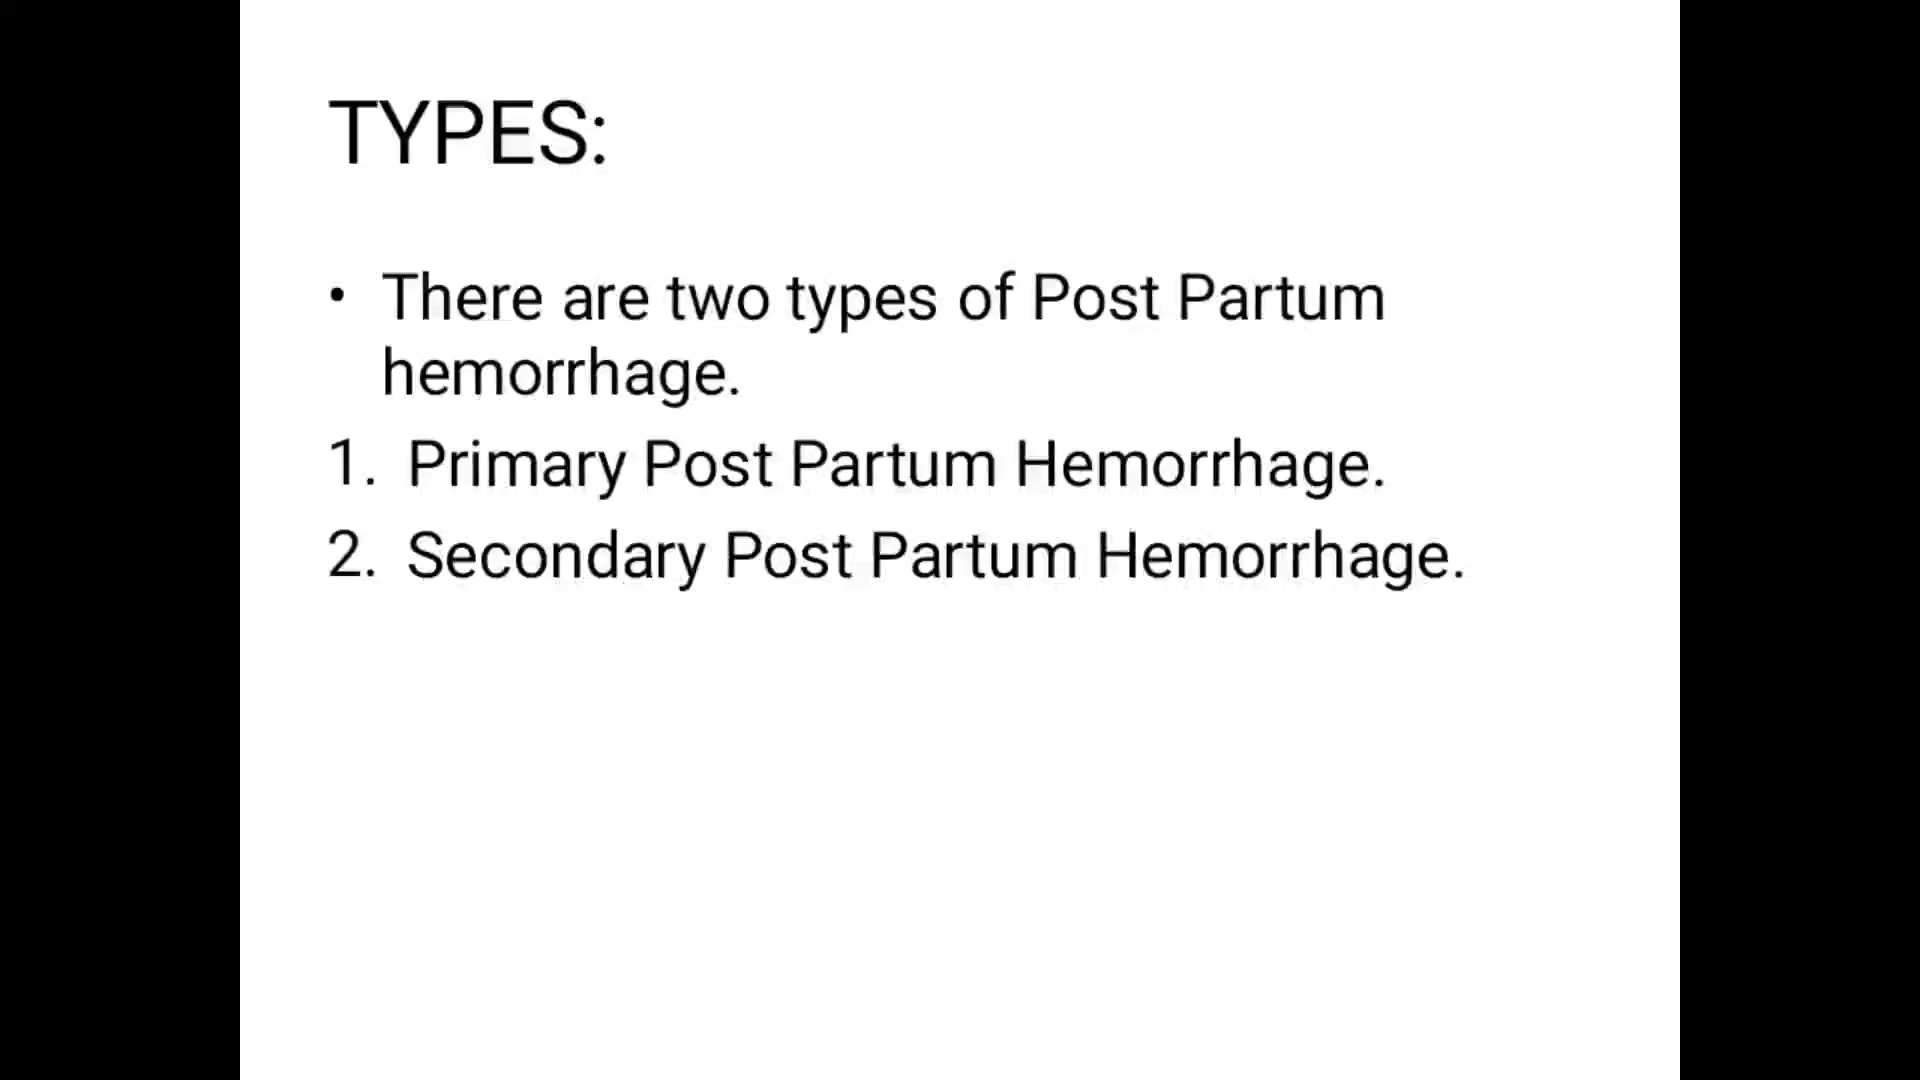 TYPES:
• There are two types of Post Partum
hemorrhage.
1. Primary Post Partum Hemorrhage.
2. Secondary Post Partum Hemorrhage.